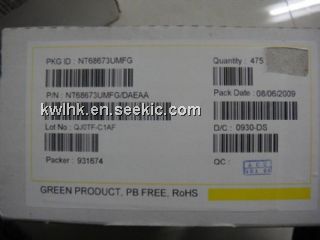 PKG ID : NT68673UMFG
Quantity : 475
P/N : NT68673UMFG/DAEAA
Pack Date : 08/06/2009
kwlhk.en.seekic.com
Lot No : QJ0TF-C1AF
D/C : 0930-DS
Packer : 931674
QC :
GREEN PRODUCT, PB FREE, RoHS